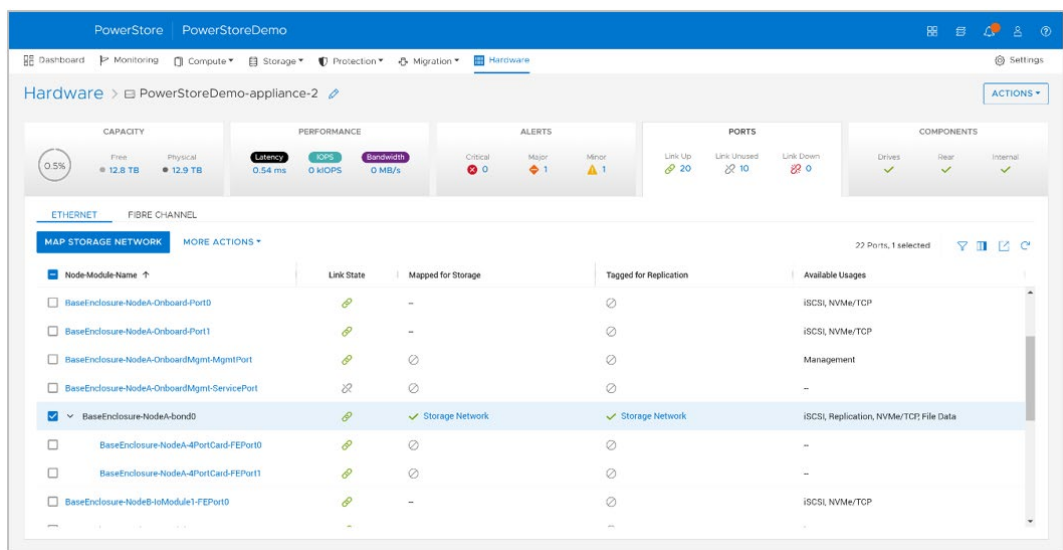 PowerStore PowerStoreDemo
Dashboard Monitoring Compute Storage Protection Migration Hardware Settings
Hardware > PowerStoreDemo-appliance-2 ACTIONS
CAPACITY PERFORMANCE ALERTS PORTS COMPONENTS
Free Physical Latency IOPS Bandwidth Critical Major Minor Link Up Link Unused Link Down Drives Rear Internal
0.5% 12.8 TB 12.9 TB 0.54 ms 0 kIOPS 0 MB/s 0 1 1 20 10 0
ETHERNET FIBRE CHANNEL
MAP STORAGE NETWORK MORE ACTIONS 22 Ports, 1 selected
Node-Module-Name ↑ Link State Mapped for Storage Tagged for Replication Available Usages
BaseEnclosure-NodeA-Onboard-Port0 -- iSCSI, NVMe/TCP
BaseEnclosure-NodeA-Onboard-Port1 -- iSCSI, NVMe/TCP
BaseEnclosure-NodeA-OnboardMgmt-MgmtPort Management
BaseEnclosure-NodeA-OnboardMgmt-ServicePort --
BaseEnclosure-NodeA-bond0 Storage Network Storage Network iSCSI, Replication, NVMe/TCP, File Data
BaseEnclosure-NodeA-4PortCard-FEPort0 --
BaseEnclosure-NodeA-4PortCard-FEPort1 --
BaseEnclosure-NodeB-IoModule1-FEPort0 -- iSCSI, NVMe/TCP